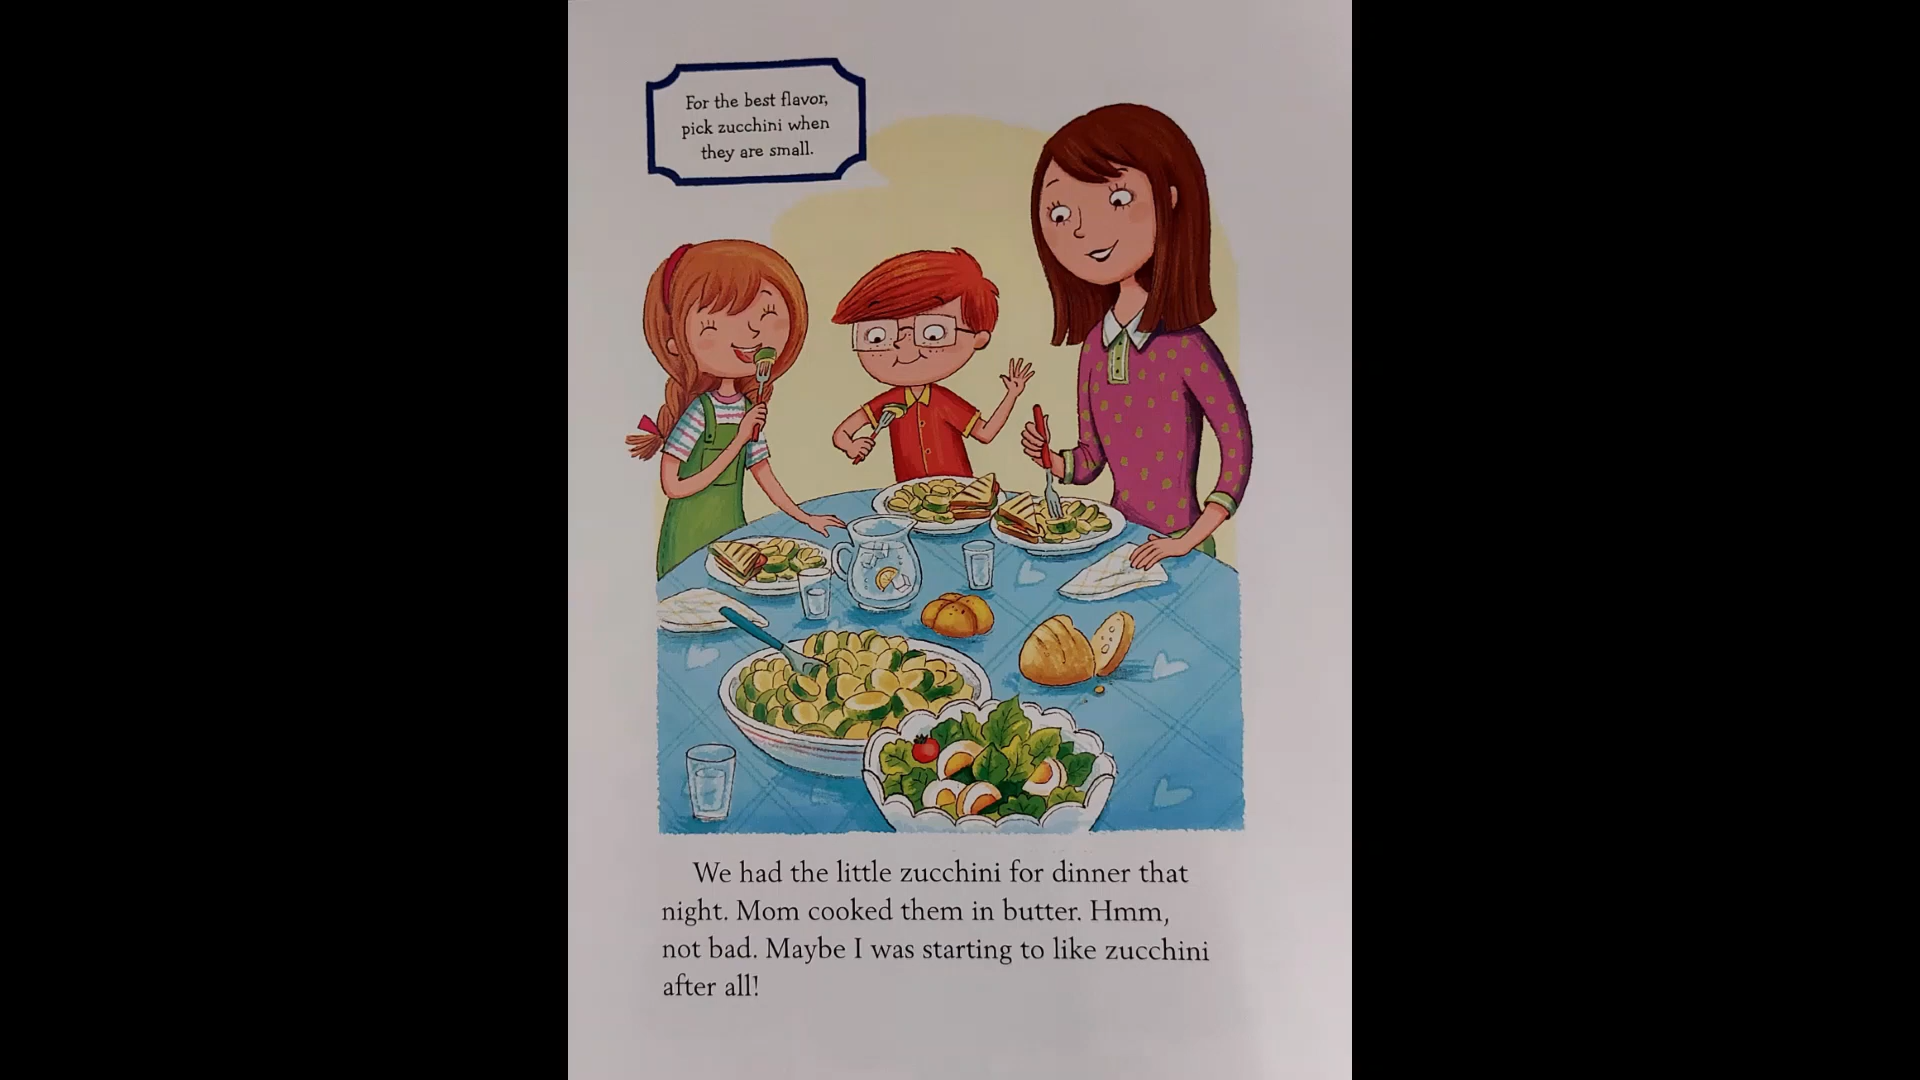 For the best flavor,
pick zucchini when
they are small.
We had the little zucchini for dinner that
night. Mom cooked them in butter. Hmm,
not bad. Maybe I was starting to like zucchini
after all!